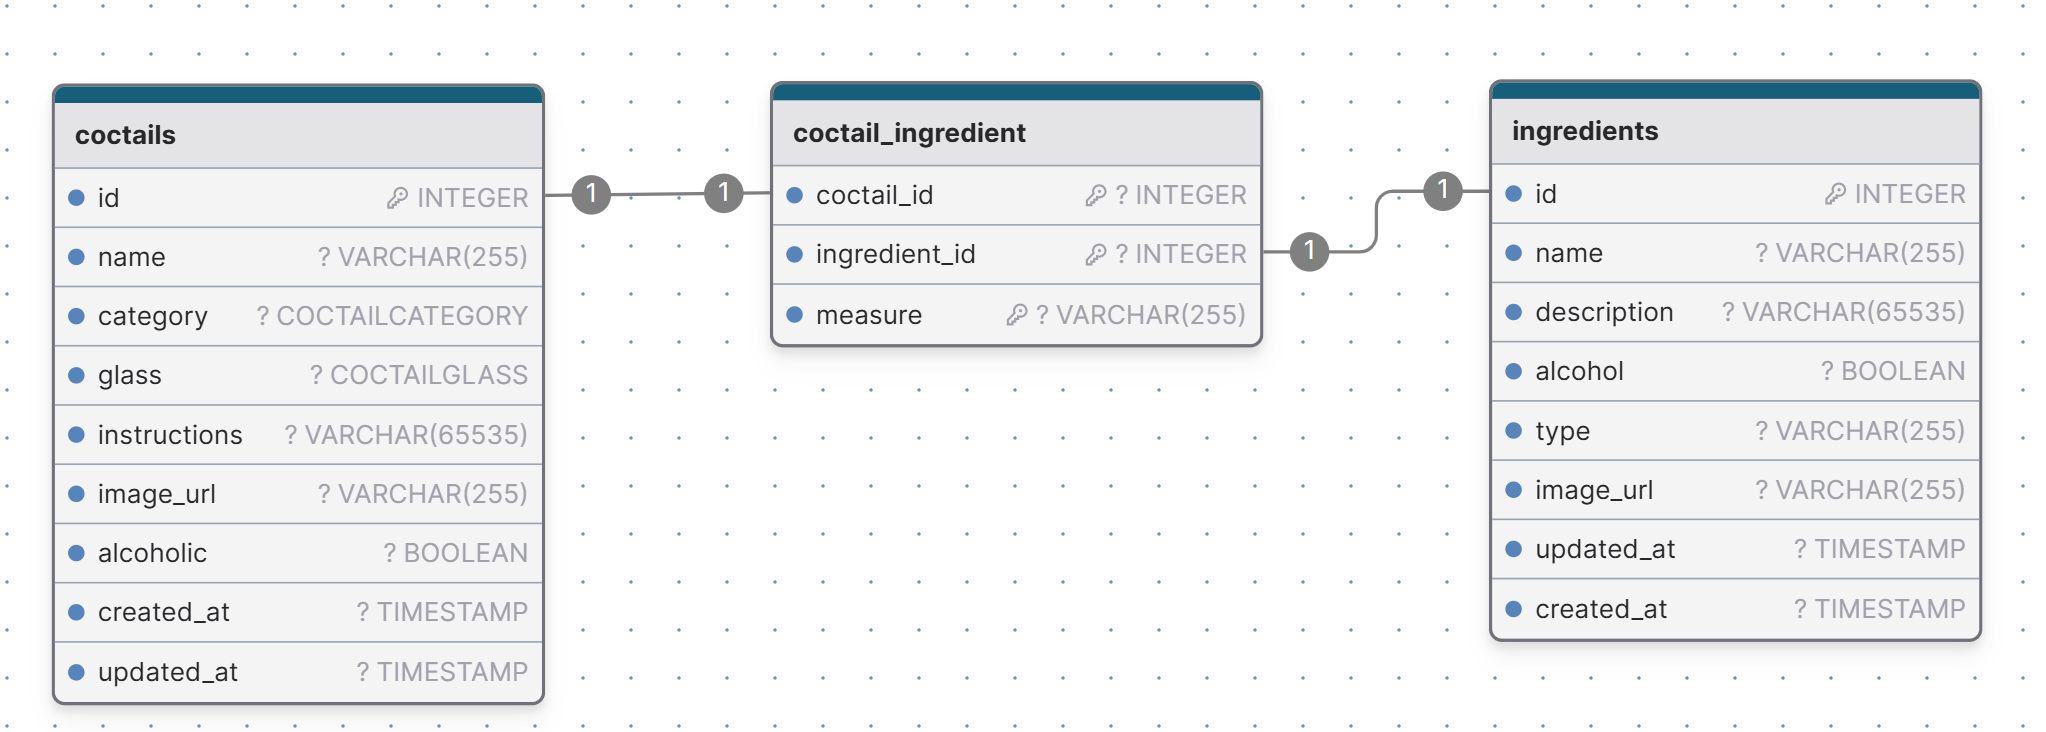 coctails
id INTEGER
name ? VARCHAR(255)
category ? COCTAILCATEGORY
glass ? COCTAILGLASS
instructions ? VARCHAR(65535)
image_url ? VARCHAR(255)
alcoholic ? BOOLEAN
created_at ? TIMESTAMP
updated_at ? TIMESTAMP
1
1
coctail_ingredient
coctail_id ? INTEGER
ingredient_id ? INTEGER
measure ? VARCHAR(255)
1
1
ingredients
id INTEGER
name ? VARCHAR(255)
description ? VARCHAR(65535)
alcohol ? BOOLEAN
type ? VARCHAR(255)
image_url ? VARCHAR(255)
updated_at ? TIMESTAMP
created_at ? TIMESTAMP